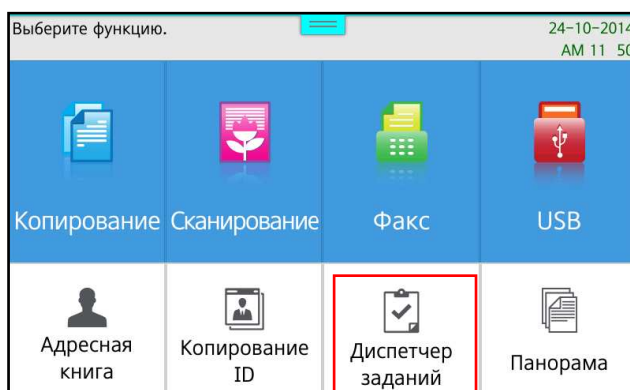 Выберите функцию.
24-10-2014
AM 11 50
Копирование Сканирование Факс USB
Адресная книга
Копирование ID
Диспетчер заданий
Панорама